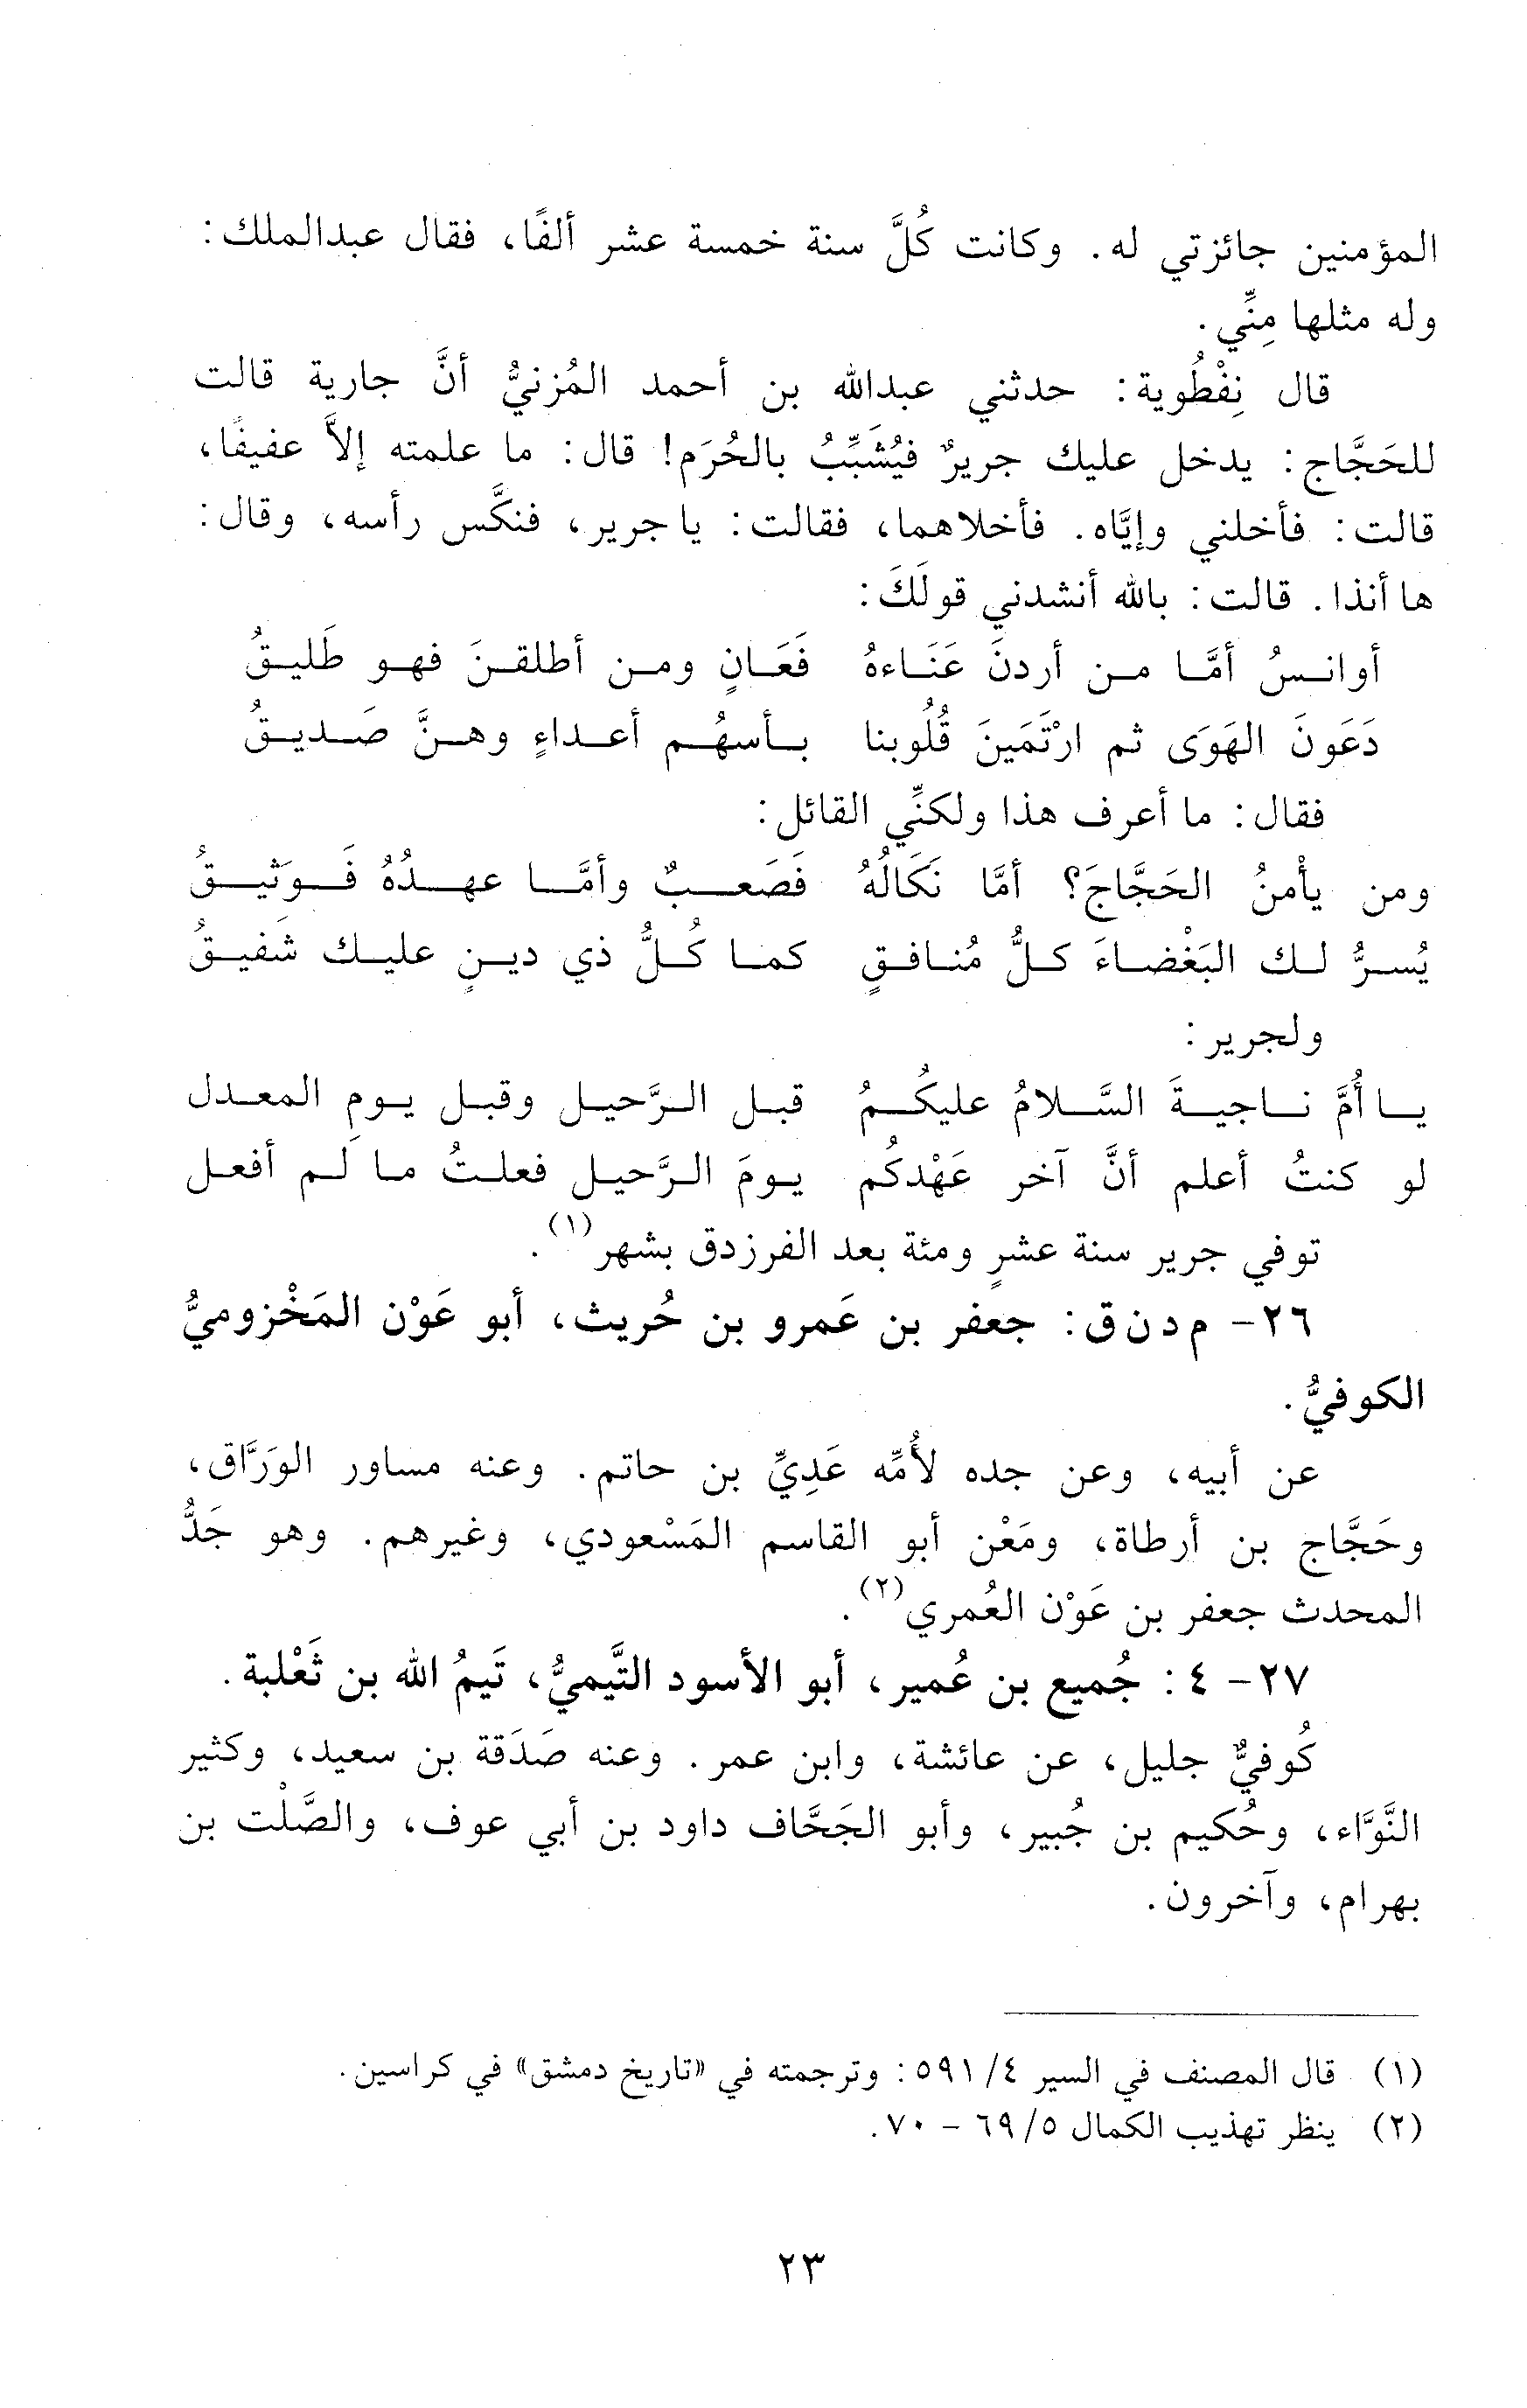 المؤمنين جائزتي له. وكانت كُلَّ سنة خمسة عشر ألفًا، فقال عبدالملك:
وله مثلها مِنِّي.
قال نِفْطُوية: حدثني عبدالله بن أحمد المُزنيُّ أنَّ جارية قالت
للحَجَّاج: يدخل عليك جريرٌ فيُشَبِّبُ بالحُرَم! قال: ما علمته إلاَّ عفيفًا،
قالت: فأخلني وإيَّاه. فأخلاهما، فقالت: يا جرير، فنكَّس رأسه، وقال:
ها أنذا. قالت: بالله أنشدني قولَكَ:
أوانسُ أمَّا من أردنَ عَنَاءهُ فَعَانٍ ومن أطلقنَ فهو طَليقُ
دَعَونَ الهَوَى ثم ارْتَمَينَ قُلُوبنا بأسهُم أعداءٍ وهنَّ صَديقُ
فقال: ما أعرف هذا ولكنِّي القائل:
ومن يأْمنُ الحَجَّاجَ؟ أمَّا نَكَالُهُ فَصَعبٌ وأمَّا عهدُهُ فَوَثيقُ
يُسرُّ لك البَغْضاءَ كلُّ مُنافقٍ كما كُلُّ ذي دينٍ عليك شَفيقُ
ولجرير:
يا أُمَّ ناجيةَ السَّلامُ عليكُمُ قبل الرَّحيل وقبل يومِ المعدل
لو كنتُ أعلم أنَّ آخر عَهْدكُم يومَ الرَّحيل فعلتُ ما لَم أفعل
توفي جرير سنة عشرٍ ومئة بعد الفرزدق بشهر(١).
٢٦- م د ن ق: جعفر بن عَمرو بن حُريث، أبو عَوْن المَخْزوميُّ
الكوفيُّ.
عن أبيه، وعن جده لأُمِّه عَدِيِّ بن حاتم. وعنه مساور الوَرَّاق،
وحَجَّاج بن أرطاة، ومَعْن أبو القاسم المَسْعودي، وغيرهم. وهو جَدُّ
المحدث جعفر بن عَوْن العُمري(٢).
٢٧- ٤: جُميع بن عُمير، أبو الأسود التَّيميُّ، تَيمُ الله بن ثَعْلبة.
كُوفيٌّ جليل، عن عائشة، وابن عمر. وعنه صَدَقة بن سعيد، وكثير
النَّوَّاء، وحُكيم بن جُبير، وأبو الجَحَّاف داود بن أبي عوف، والصَّلْت بن
بهرام، وآخرون.
(١) قال المصنف في السير ٤/ ٥٩١: وترجمته في «تاريخ دمشق» في كراسين.
(٢) ينظر تهذيب الكمال ٥/ ٦٩ - ٧٠.
٢٣